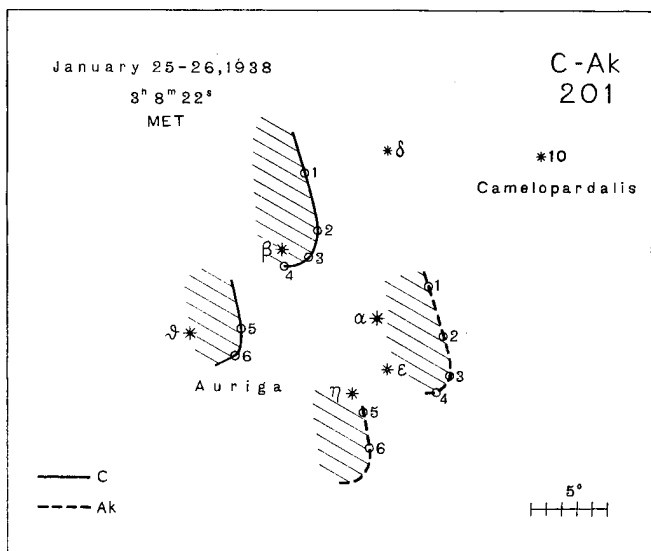 January 25-26,1938
3ʰ 8ᵐ 22ˢ
MET
C-Ak
201
δ
10
Camelopardalis
1
2
β
3
4
1
α
2
ϑ
5
6
ε
3
4
Auriga
η
5
6
C
Ak
5°